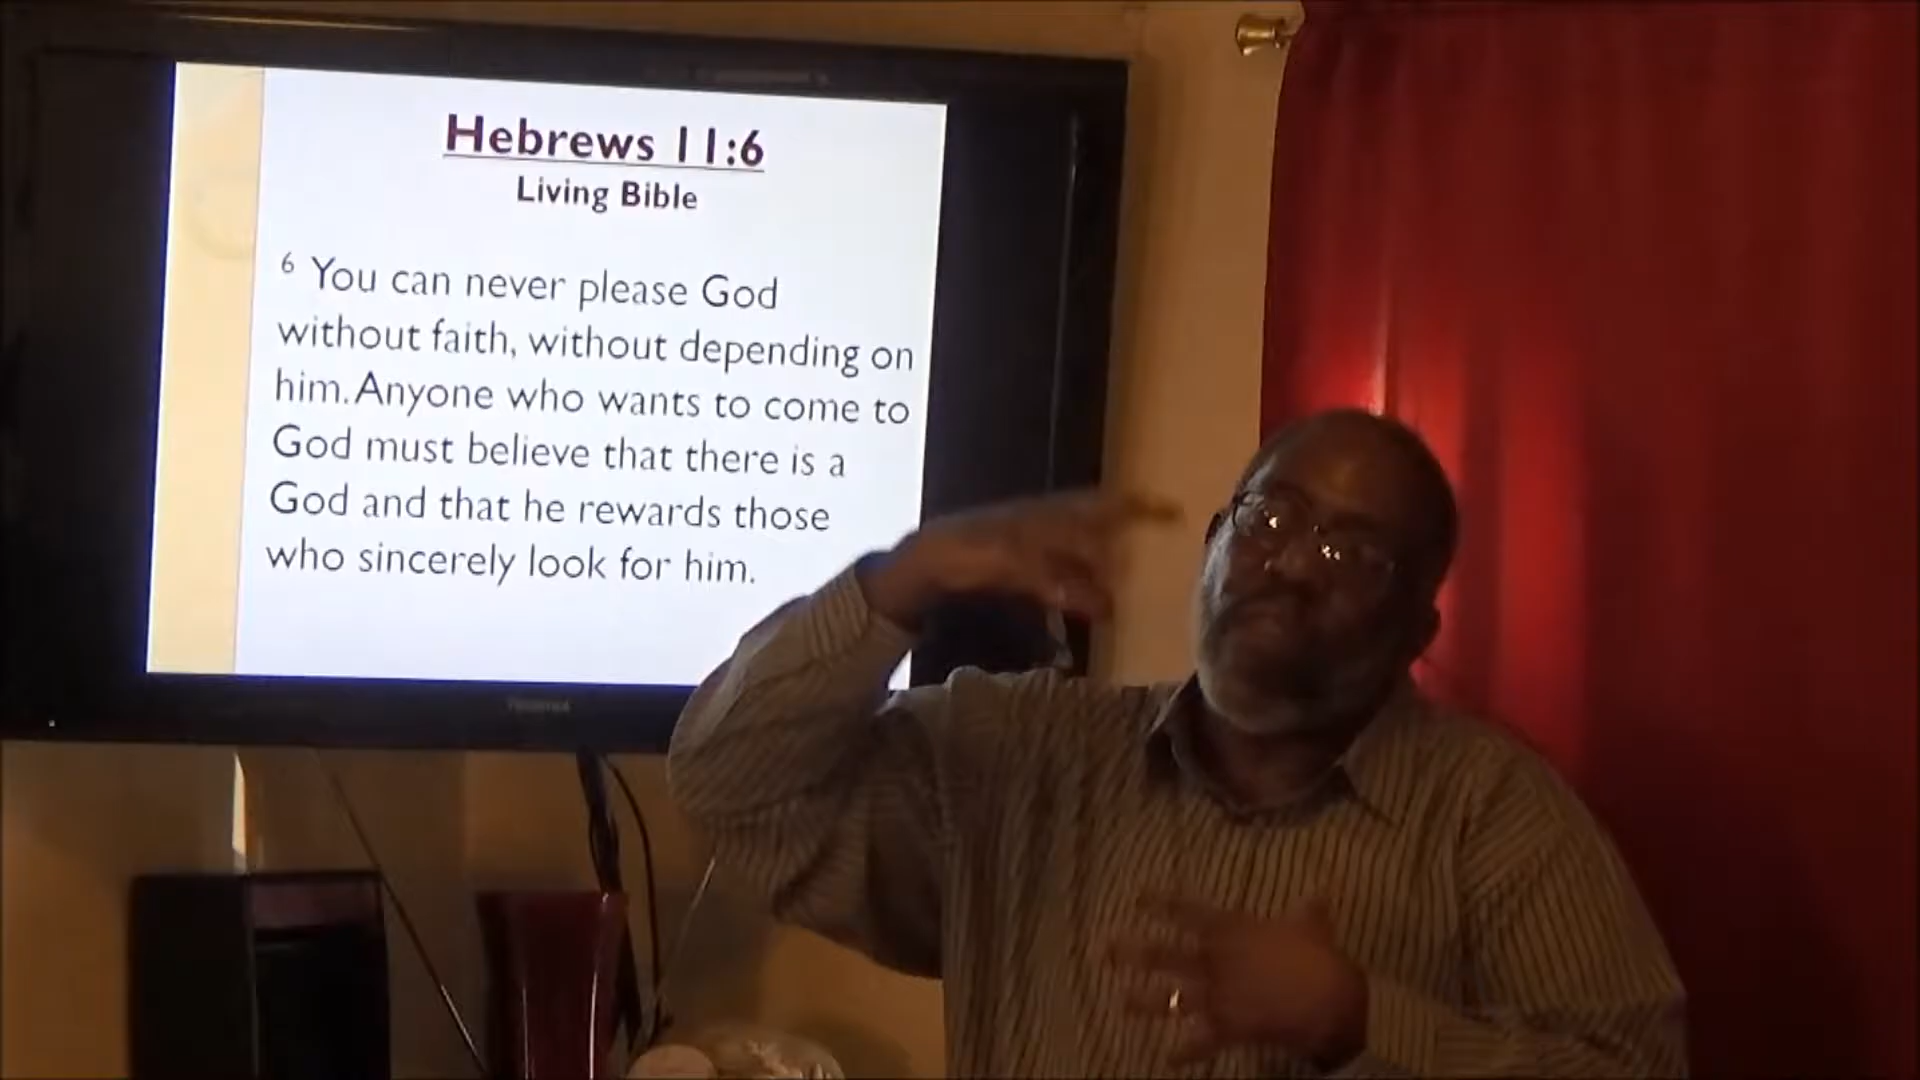 Hebrews 11:6
Living Bible
6 You can never please God
without faith, without depending on
him. Anyone who wants to come to
God must believe that there is a
God and that he rewards those
who sincerely look for him.